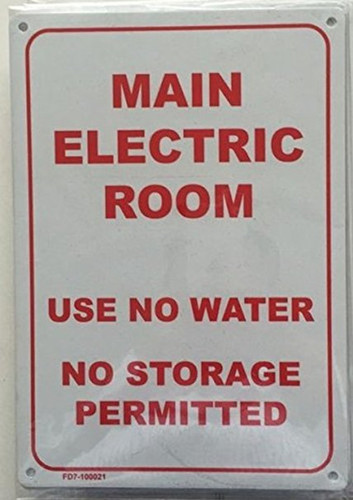 MAIN
ELECTRIC
ROOM
USE NO WATER
NO STORAGE
PERMITTED
FD7-100021